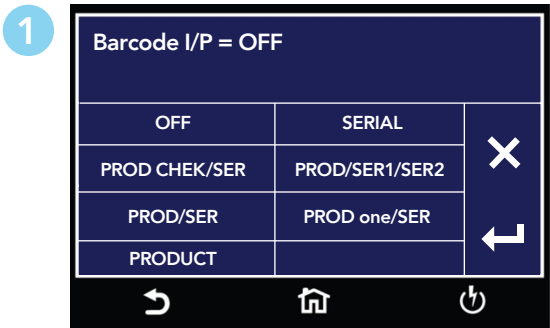 1
Barcode I/P = OFF
OFF SERIAL
PROD CHEK/SER PROD/SER1/SER2
PROD/SER PROD one/SER
PRODUCT